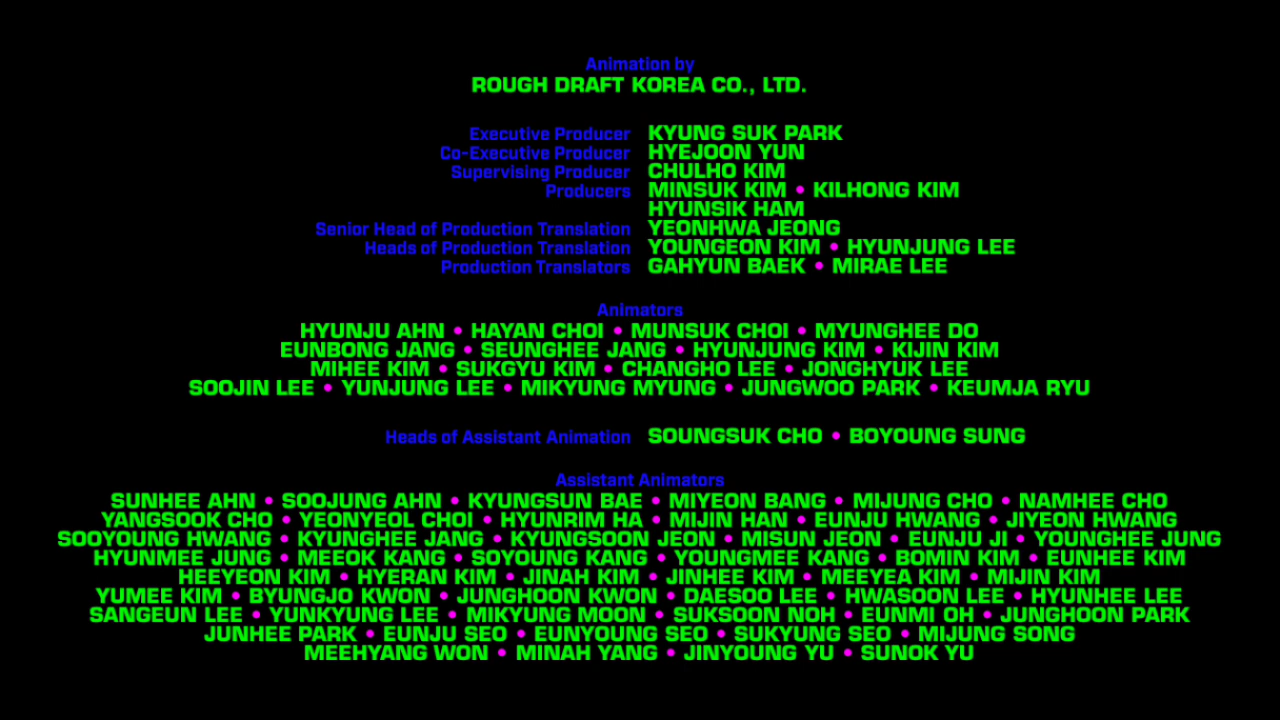 Animation by
ROUGH DRAFT KOREA CO., LTD.
Executive Producer KYUNG SUK PARK
Co-Executive Producer HYEJOON YUN
Supervising Producer CHULHO KIM
Producers MINSUK KIM • KILHONG KIM
HYUNSIK HAM
Senior Head of Production Translation YEONHWA JEONG
Heads of Production Translation YOUNGEON KIM • HYUNJUNG LEE
Production Translators GAHYUN BAEK • MIRAE LEE
Animators
HYUNJU AHN • HAYAN CHOI • MUNSUK CHOI • MYUNGHEE DO
EUNBONG JANG • SEUNGHEE JANG • HYUNJUNG KIM • KIJIN KIM
MIHEE KIM • SUKGYU KIM • CHANGHO LEE • JONGHYUK LEE
SOOJIN LEE • YUNJUNG LEE • MIKYUNG MYUNG • JUNGWOO PARK • KEUMJA RYU
Heads of Assistant Animation SOUNGSUK CHO • BOYOUNG SUNG
Assistant Animators
SUNHEE AHN • SOOJUNG AHN • KYUNGSUN BAE • MIYEON BANG • MIJUNG CHO • NAMHEE CHO
YANGSOOK CHO • YEONYEOL CHOI • HYUNRIM HA • MIJIN HAN • EUNJU HWANG • JIYEON HWANG
SOOYOUNG HWANG • KYUNGHEE JANG • KYUNGSOON JEON • MISUN JEON • EUNJU JI • YOUNGHEE JUNG
HYUNMEE JUNG • MEEOK KANG • SOYOUNG KANG • YOUNGMEE KANG • BOMIN KIM • EUNHEE KIM
HEEYEON KIM • HYERAN KIM • JINAH KIM • JINHEE KIM • MEEYEA KIM • MIJIN KIM
YUMEE KIM • BYUNGJO KWON • JUNGHOON KWON • DAESOO LEE • HWASOON LEE • HYUNHEE LEE
SANGEUN LEE • YUNKYUNG LEE • MIKYUNG MOON • SUKSOON NOH • EUNMI OH • JUNGHOON PARK
JUNHEE PARK • EUNJU SEO • EUNYOUNG SEO • SUKYUNG SEO • MIJUNG SONG
MEEHYANG WON • MINAH YANG • JINYOUNG YU • SUNOK YU